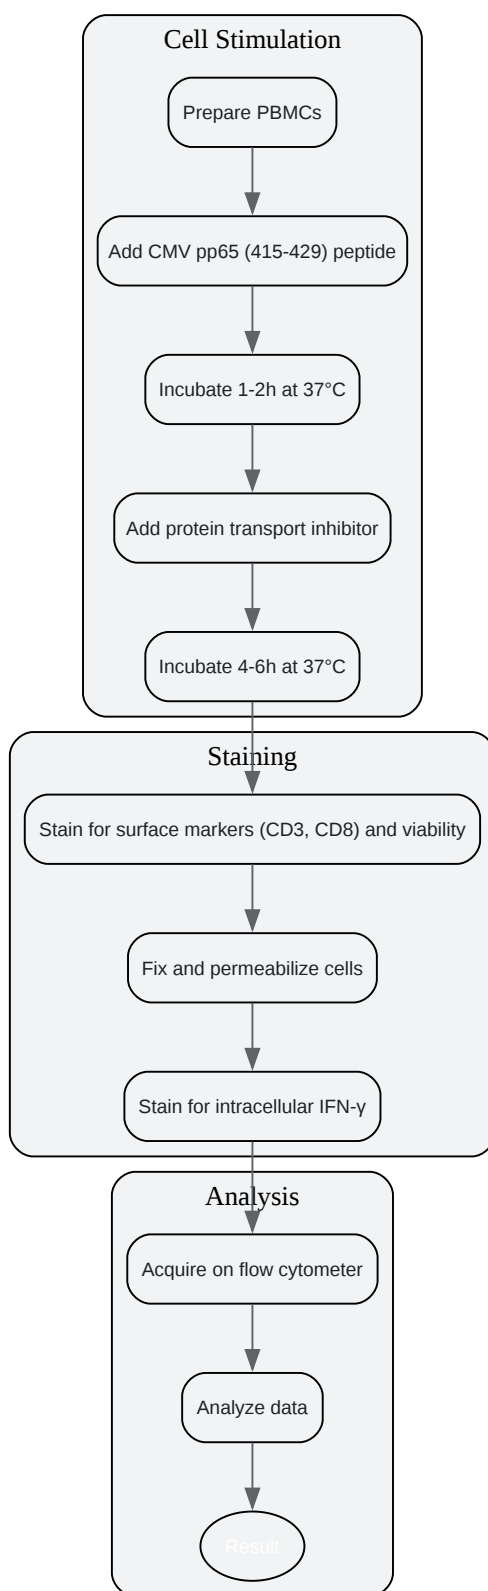 Cell Stimulation
Prepare PBMCs
Add CMV pp65 (415-429) peptide
Incubate 1-2h at 37°C
Add protein transport inhibitor
Incubate 4-6h at 37°C
Staining
Stain for surface markers (CD3, CD8) and viability
Fix and permeabilize cells
Stain for intracellular IFN-γ
Analysis
Acquire on flow cytometer
Analyze data
Result